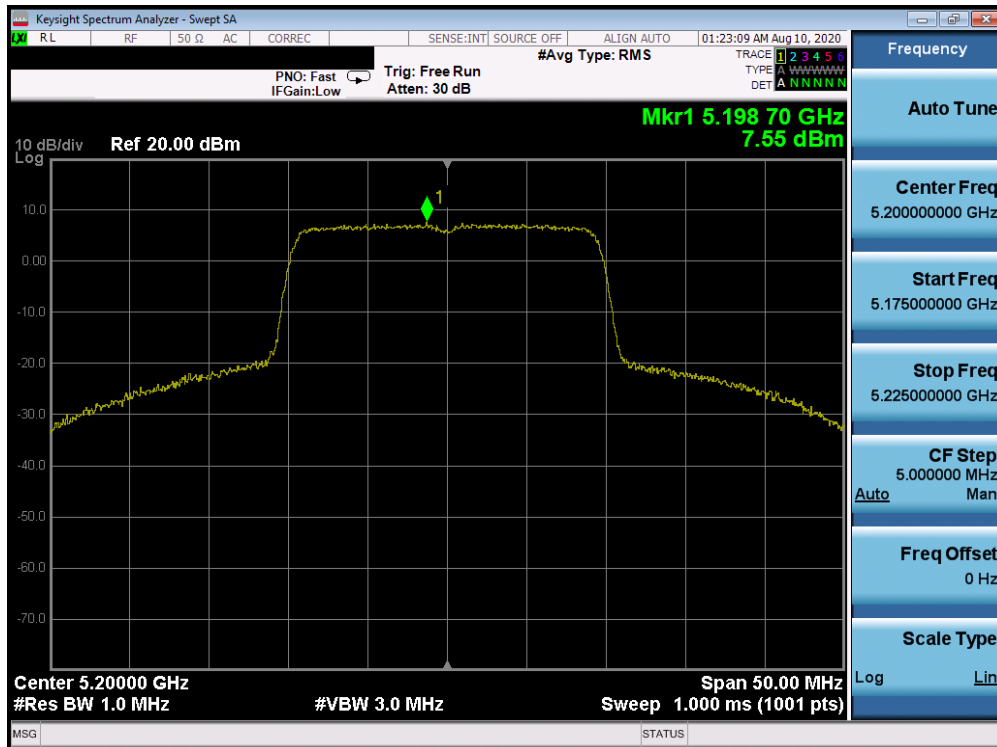 Keysight Spectrum Analyzer - Swept SA
LXI RL RF 50 Ω AC CORREC SENSE:INT SOURCE OFF ALIGN AUTO 01:23:09 AM Aug 10, 2020
#Avg Type: RMS
TRACE 1 2 3 4 5 6
TYPE A WWWWW
DET A N N N N N
PNO: Fast
IFGain:Low
Trig: Free Run
Atten: 30 dB
Mkr1 5.198 70 GHz
7.55 dBm
10 dB/div
Log
Ref 20.00 dBm
1
10.0
0.00
-10.0
-20.0
-30.0
-40.0
-50.0
-60.0
-70.0
Center 5.20000 GHz
Span 50.00 MHz
#Res BW 1.0 MHz
#VBW 3.0 MHz
Sweep 1.000 ms (1001 pts)
MSG
STATUS
Frequency
Auto Tune
Center Freq
5.200000000 GHz
Start Freq
5.175000000 GHz
Stop Freq
5.225000000 GHz
CF Step
5.000000 MHz
Auto Man
Freq Offset
0 Hz
Scale Type
Log Lin